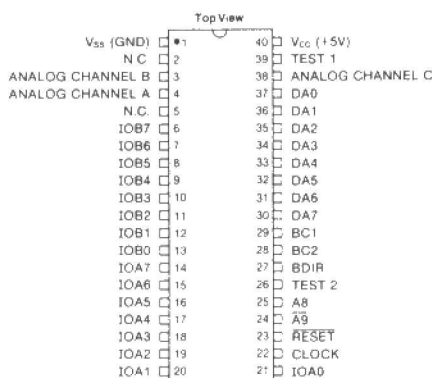 Top View
Vss (GND) 1 40 Vcc (+5V)
N C 2 39 TEST 1
ANALOG CHANNEL B 3 38 ANALOG CHANNEL C
ANALOG CHANNEL A 4 37 DA0
N.C. 5 36 DA1
IOB7 6 35 DA2
IOB6 7 34 DA3
IOB5 8 33 DA4
IOB4 9 32 DA5
IOB3 10 31 DA6
IOB2 11 30 DA7
IOB1 12 29 BC1
IOB0 13 28 BC2
IOA7 14 27 BDIR
IOA6 15 26 TEST 2
IOA5 16 25 A8
IOA4 17 24 A9
IOA3 18 23 RESET
IOA2 19 22 CLOCK
IOA1 20 21 IOA0